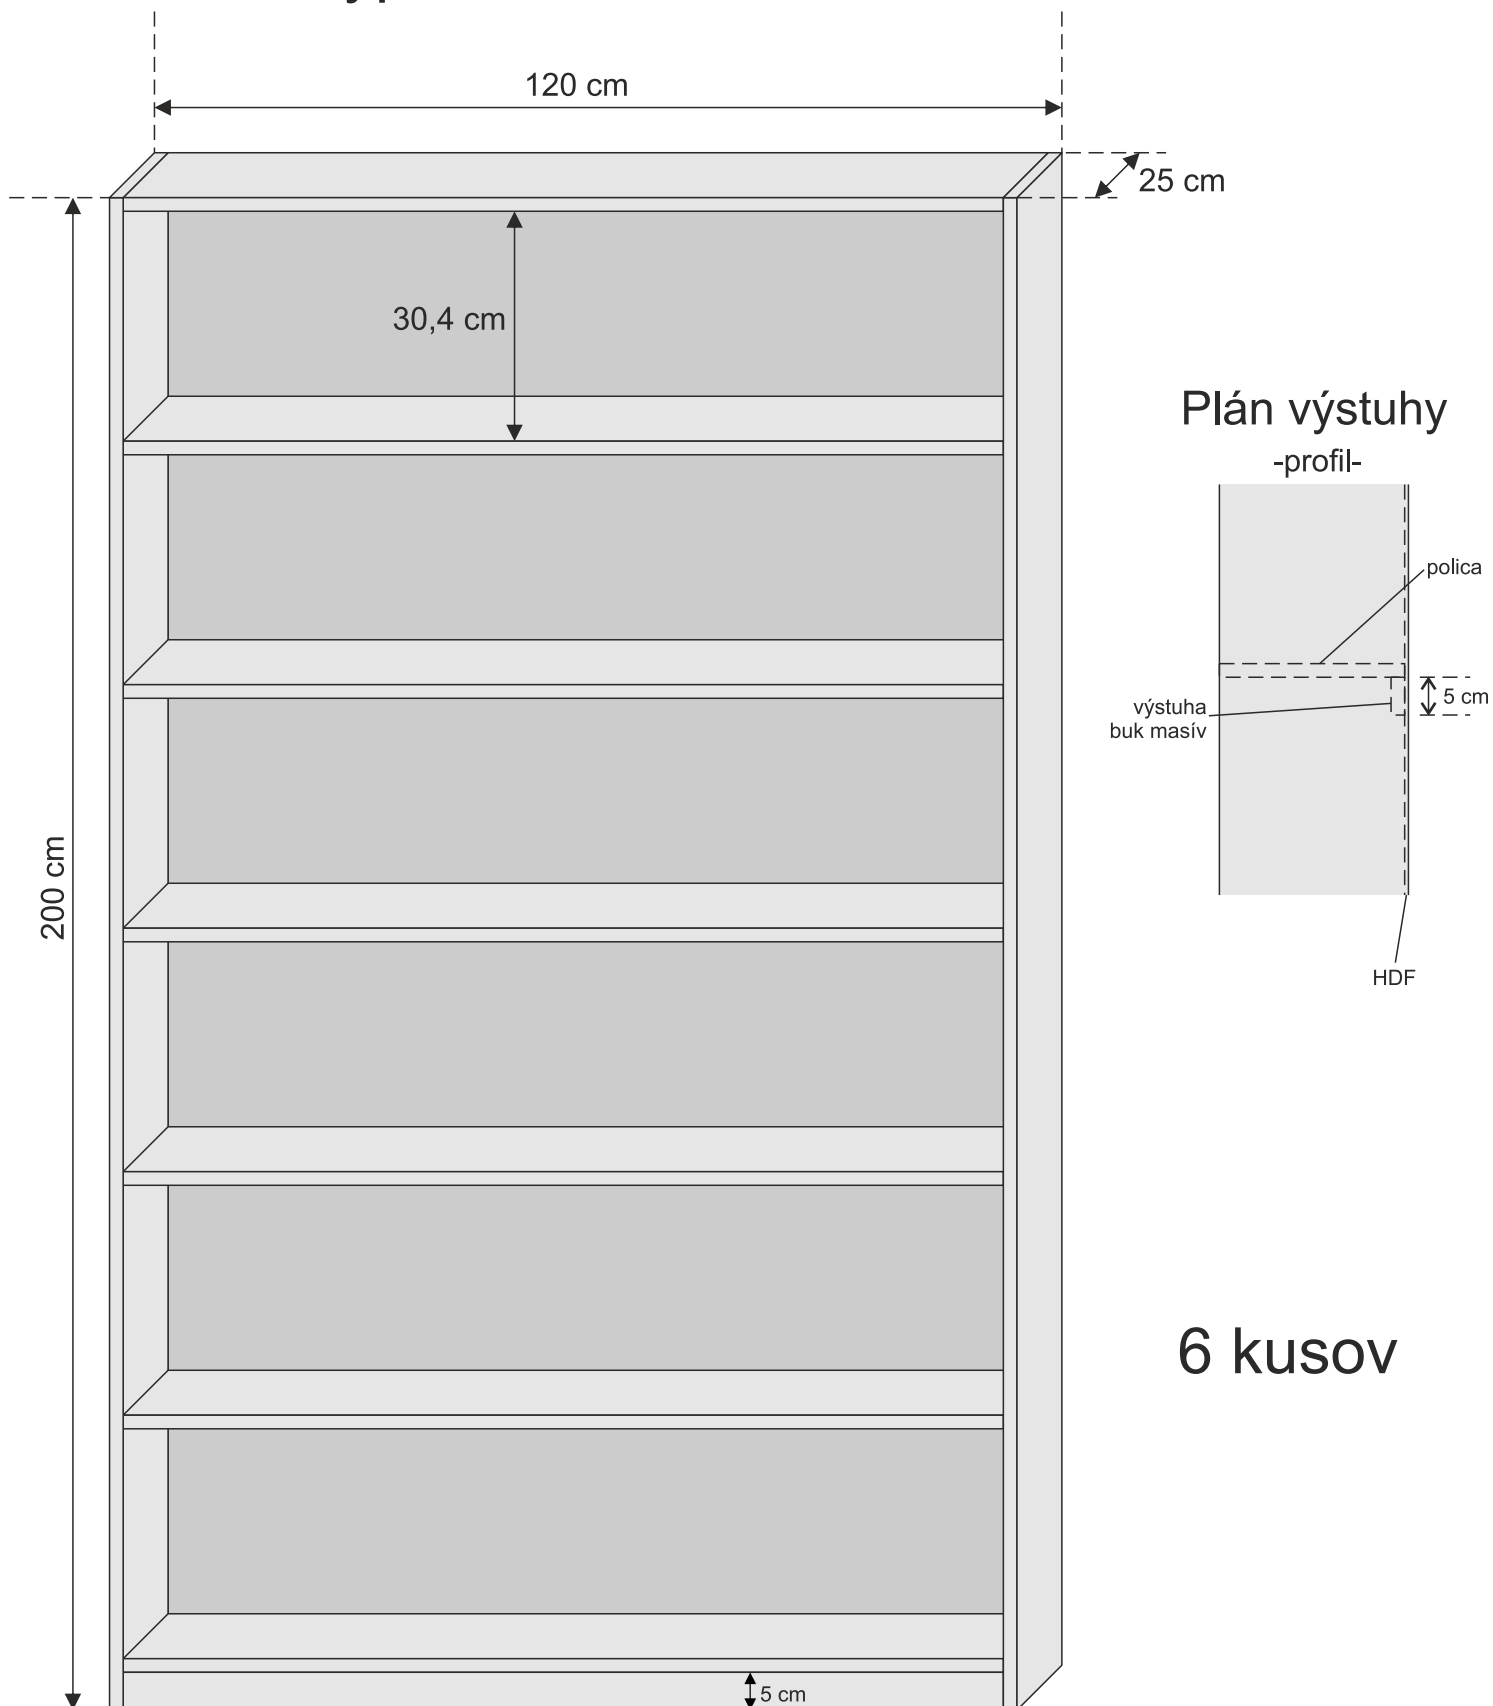 120 cm
25 cm
30,4 cm
Plán výstuhy
-profil-
polica
5 cm
výstuha
buk masív
200 cm
HDF
6 kusov
5 cm